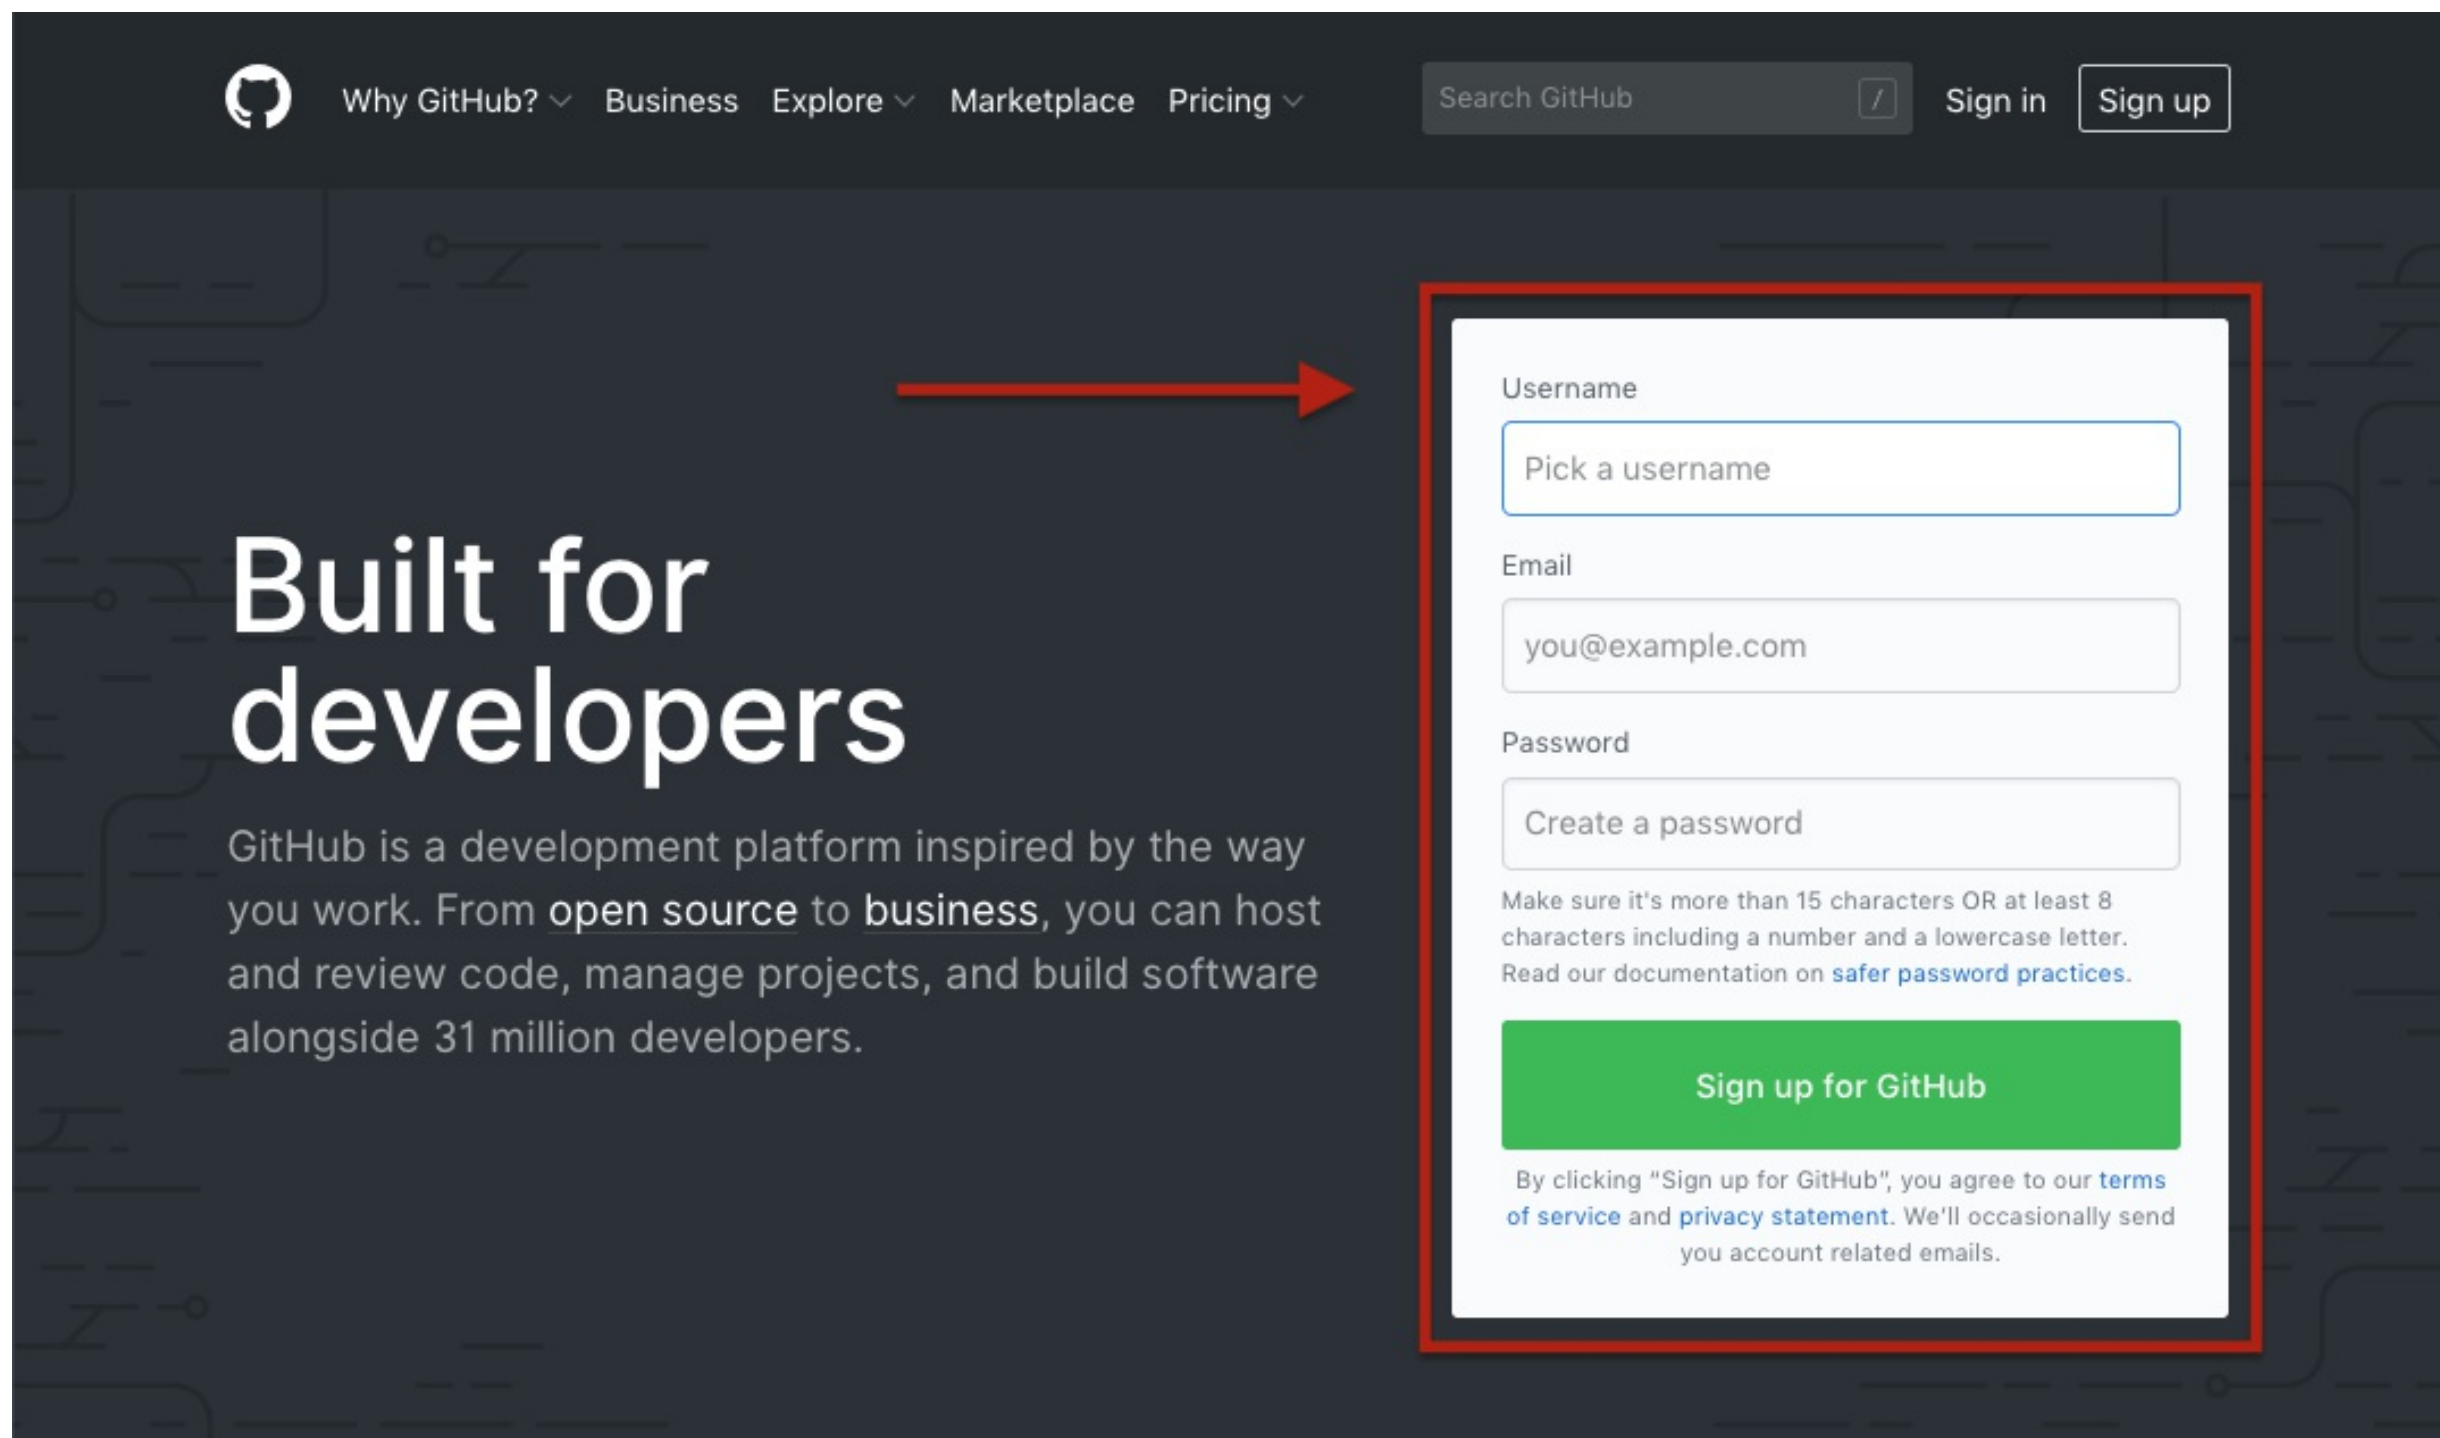 Why GitHub? Business Explore Marketplace Pricing Search GitHub / Sign in Sign up
Built for
developers
GitHub is a development platform inspired by the way
you work. From open source to business, you can host
and review code, manage projects, and build software
alongside 31 million developers.
Username
Pick a username
Email
you@example.com
Password
Create a password
Make sure it's more than 15 characters OR at least 8
characters including a number and a lowercase letter.
Read our documentation on safer password practices.
Sign up for GitHub
By clicking “Sign up for GitHub”, you agree to our terms
of service and privacy statement. We'll occasionally send
you account related emails.